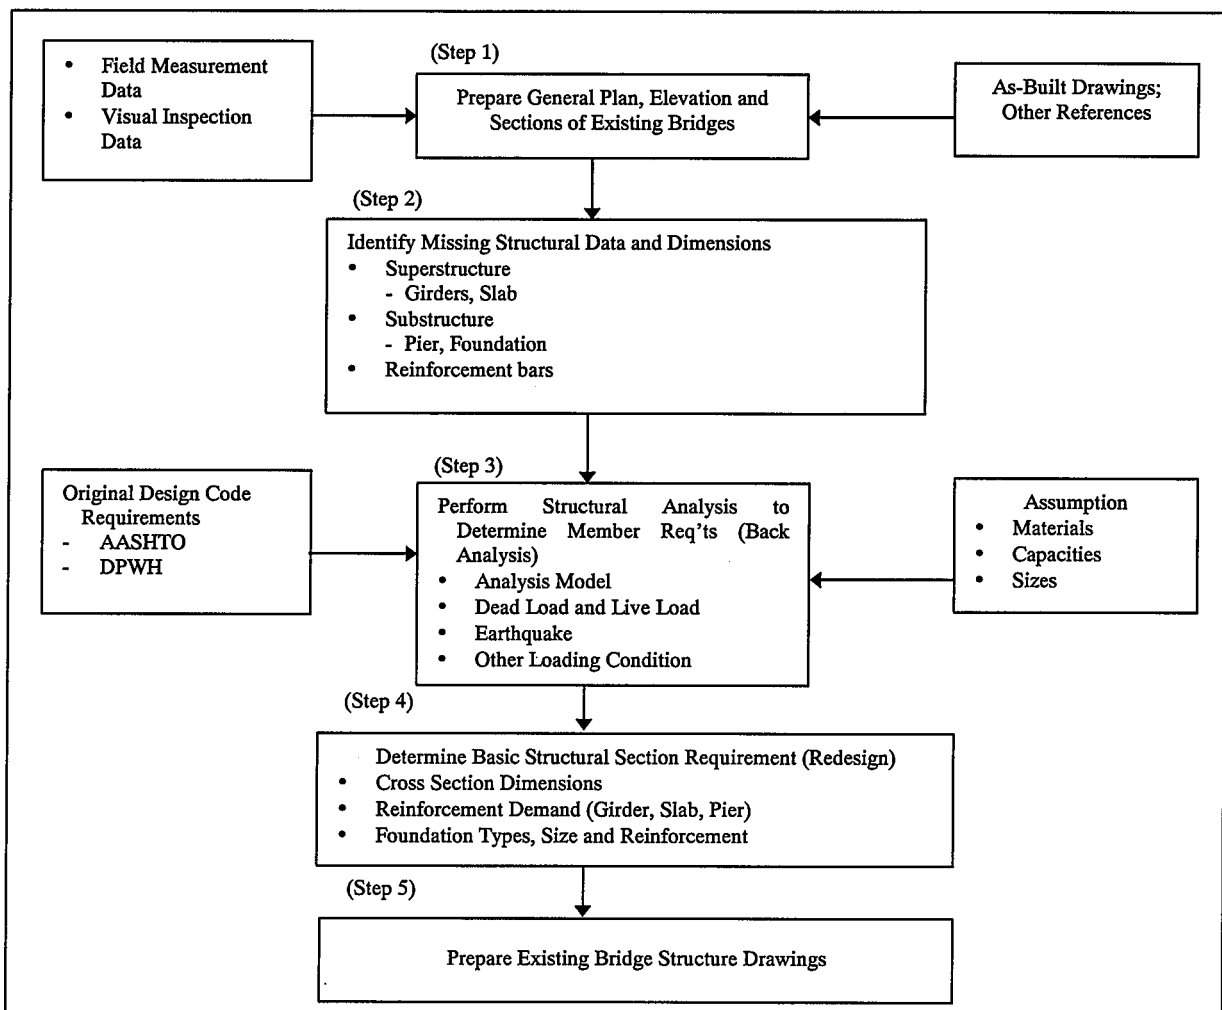 • Field Measurement
Data
• Visual Inspection
Data
(Step 1)
Prepare General Plan, Elevation and
Sections of Existing Bridges
As-Built Drawings;
Other References
(Step 2)
Identify Missing Structural Data and Dimensions
• Superstructure
- Girders, Slab
• Substructure
- Pier, Foundation
• Reinforcement bars
Original Design Code
Requirements
- AASHTO
- DPWH
(Step 3)
Perform Structural Analysis to
Determine Member Req'ts (Back
Analysis)
• Analysis Model
• Dead Load and Live Load
• Earthquake
• Other Loading Condition
Assumption
• Materials
• Capacities
• Sizes
(Step 4)
Determine Basic Structural Section Requirement (Redesign)
• Cross Section Dimensions
• Reinforcement Demand (Girder, Slab, Pier)
• Foundation Types, Size and Reinforcement
(Step 5)
Prepare Existing Bridge Structure Drawings